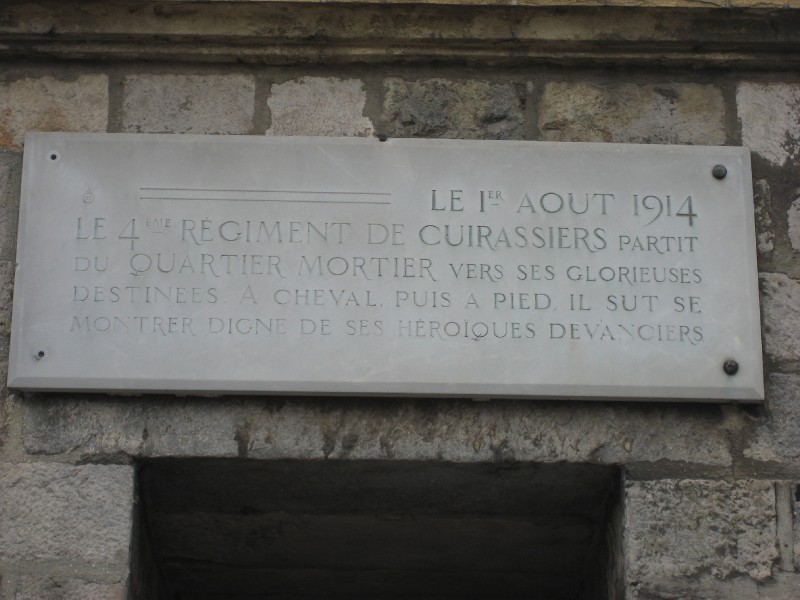 LE 1ER AOUT 1914
LE 4ÈME RÉGIMENT DE CUIRASSIERS PARTIT
DU QUARTIER MORTIER VERS SES GLORIEUSES
DESTINÉES. A CHEVAL, PUIS A PIED, IL SUT SE
MONTRER DIGNE DE SES HÉROÏQUES DEVANCIERS.